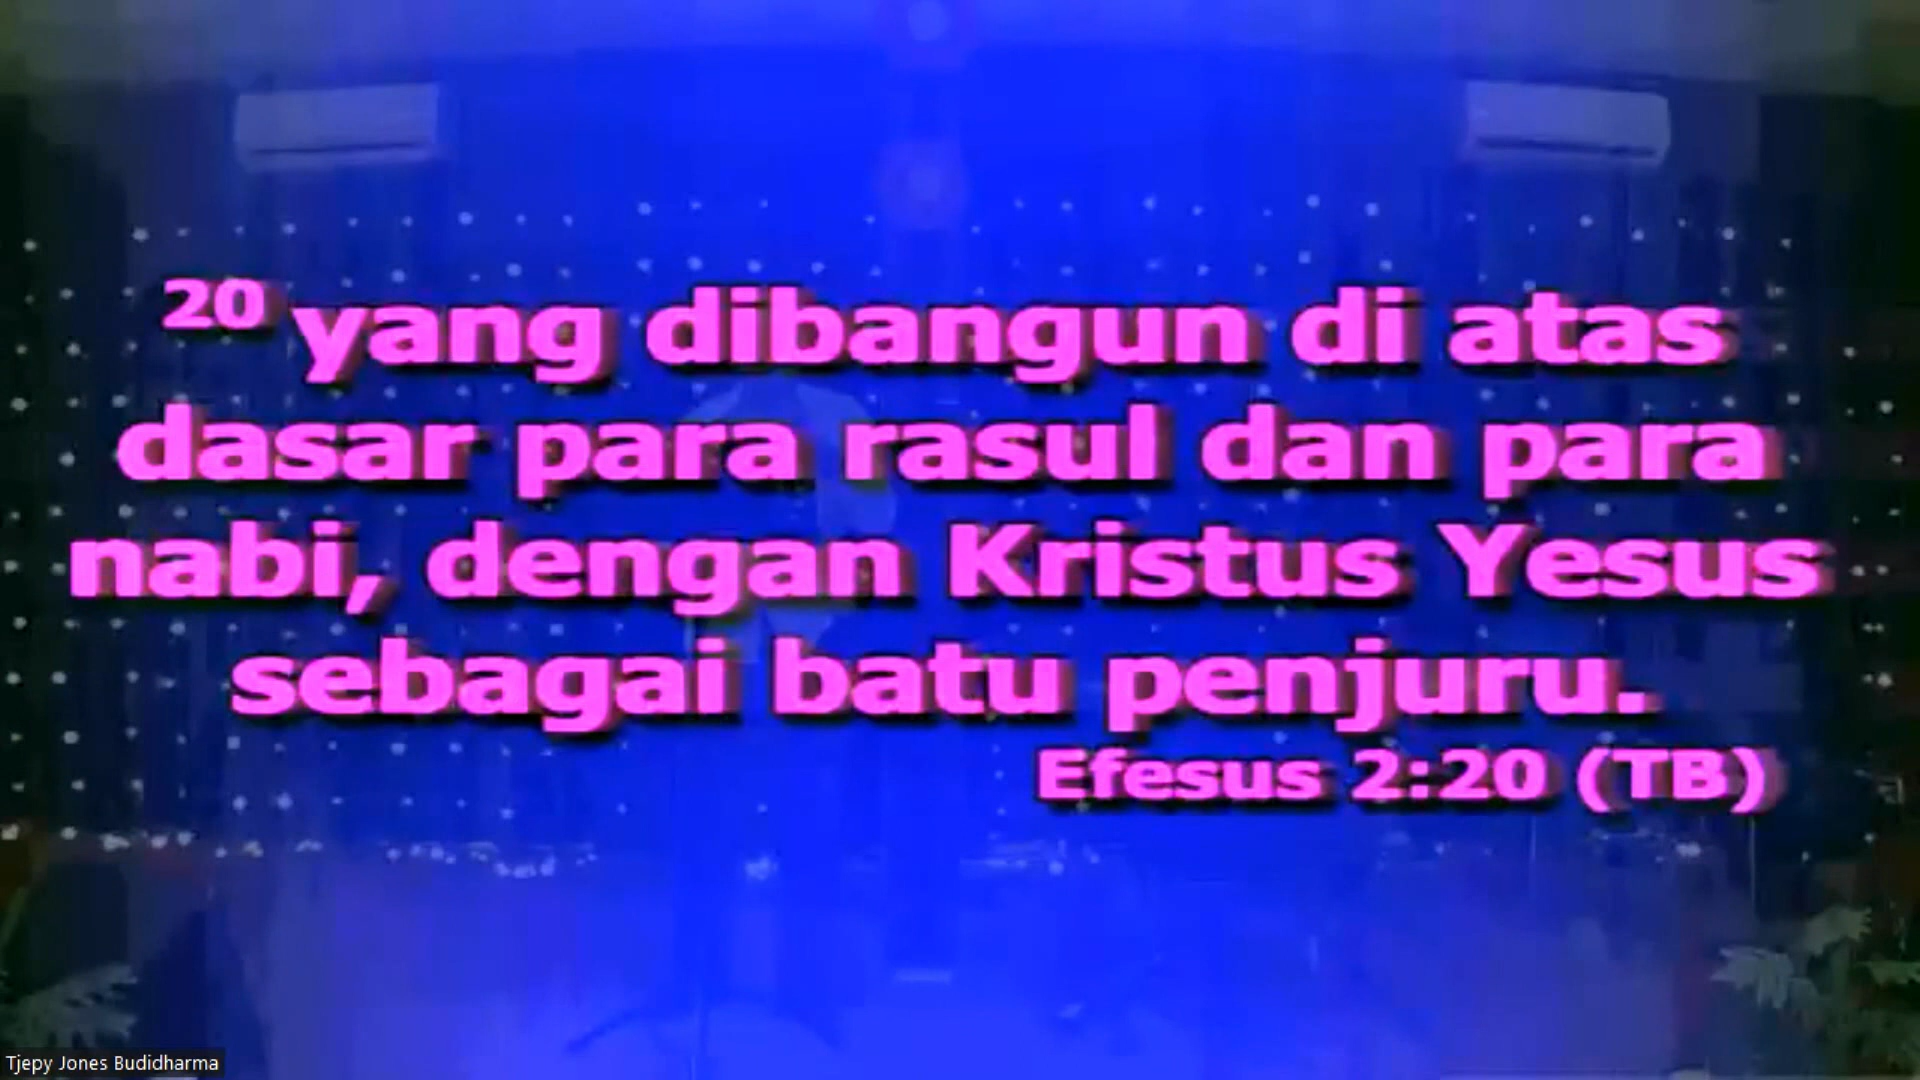 20 yang dibangun di atas
dasar para rasul dan para
nabi, dengan Kristus Yesus
sebagai batu penjuru.
Efesus 2:20 (TB)
Tjepy Jones Budidharma